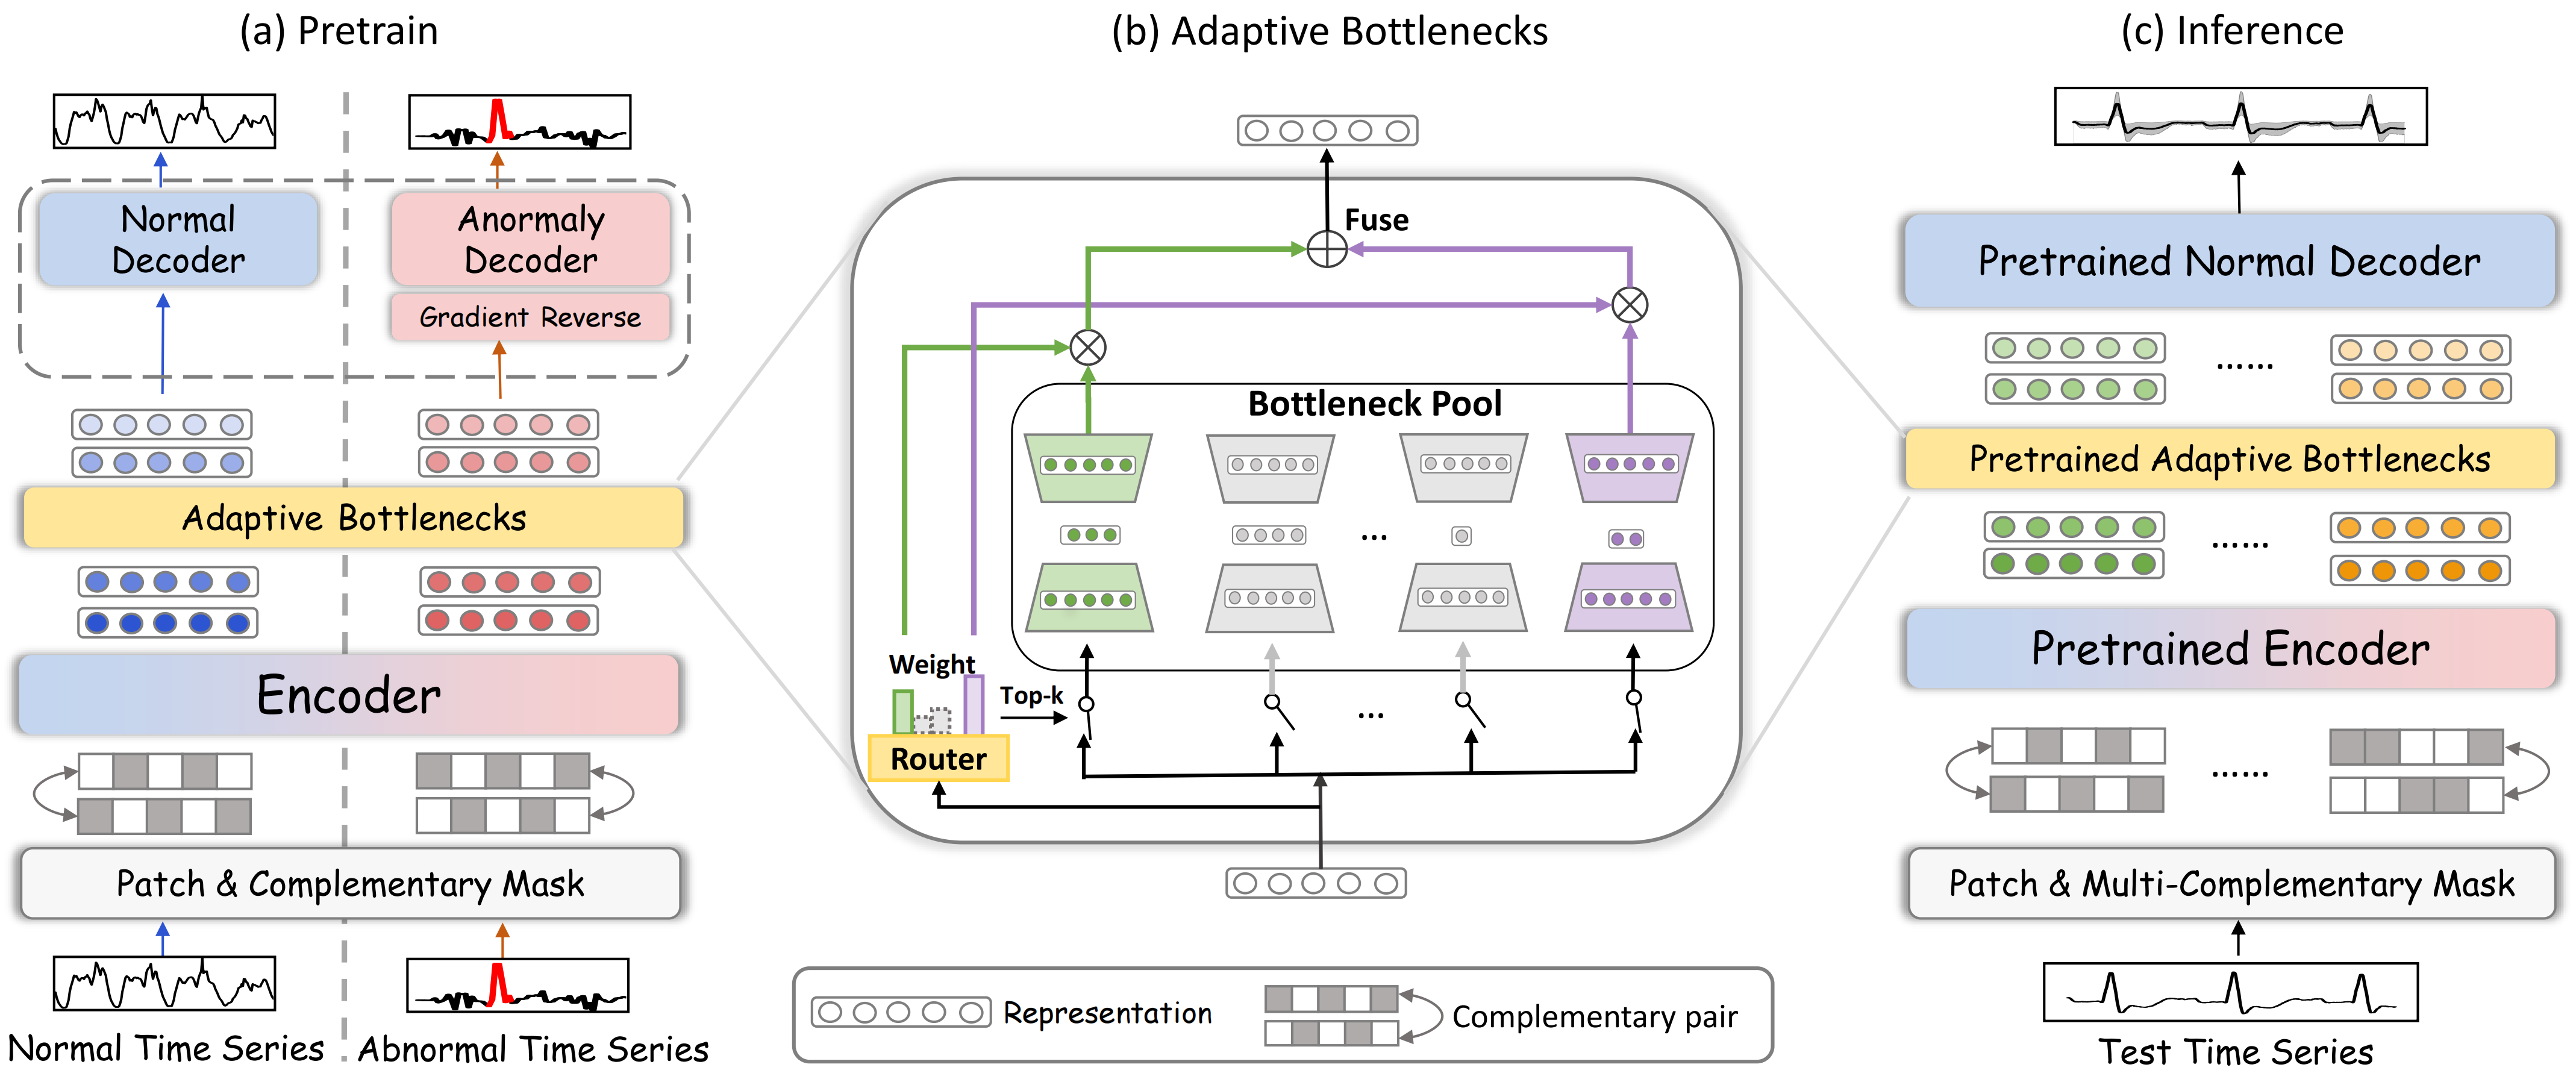 (a) Pretrain
Normal
Decoder
Anormaly
Decoder
Gradient Reverse
Adaptive Bottlenecks
Encoder
Patch & Complementary Mask
Normal Time Series
Abnormal Time Series
(b) Adaptive Bottlenecks
Fuse
Bottleneck Pool
...
Weight
Top-k
...
Router
Representation
Complementary pair
(c) Inference
Pretrained Normal Decoder
......
Pretrained Adaptive Bottlenecks
......
Pretrained Encoder
......
Patch & Multi-Complementary Mask
Test Time Series